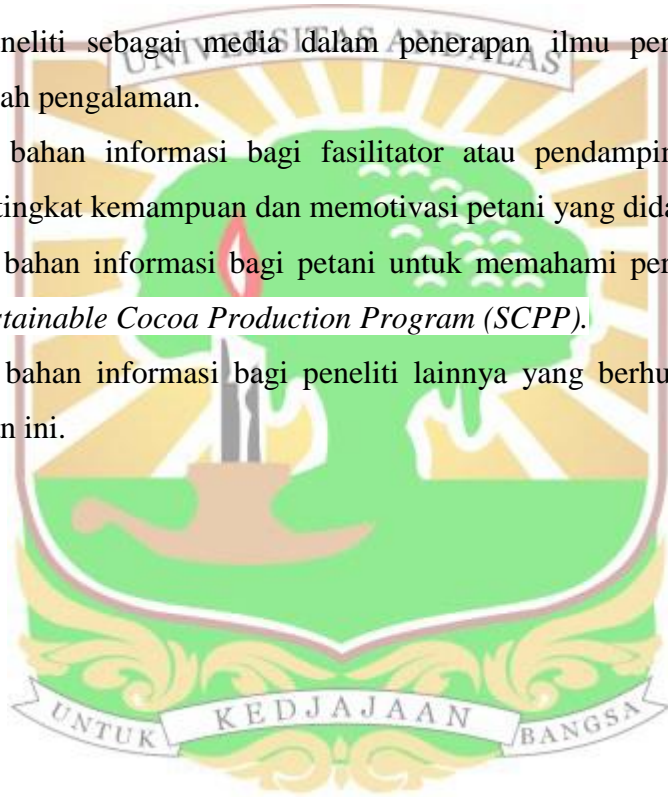 neliti sebagai media dalam penerapan ilmu pen
UNIVERSITAS ANDALAS
ah pengalaman.
bahan informasi bagi fasilitator atau pendampin
tingkat kemampuan dan memotivasi petani yang dida
bahan informasi bagi petani untuk memahami per
stainable Cocoa Production Program (SCPP).
bahan informasi bagi peneliti lainnya yang berhu
n ini.
UNTUK KEDJAJAAN BANGSA